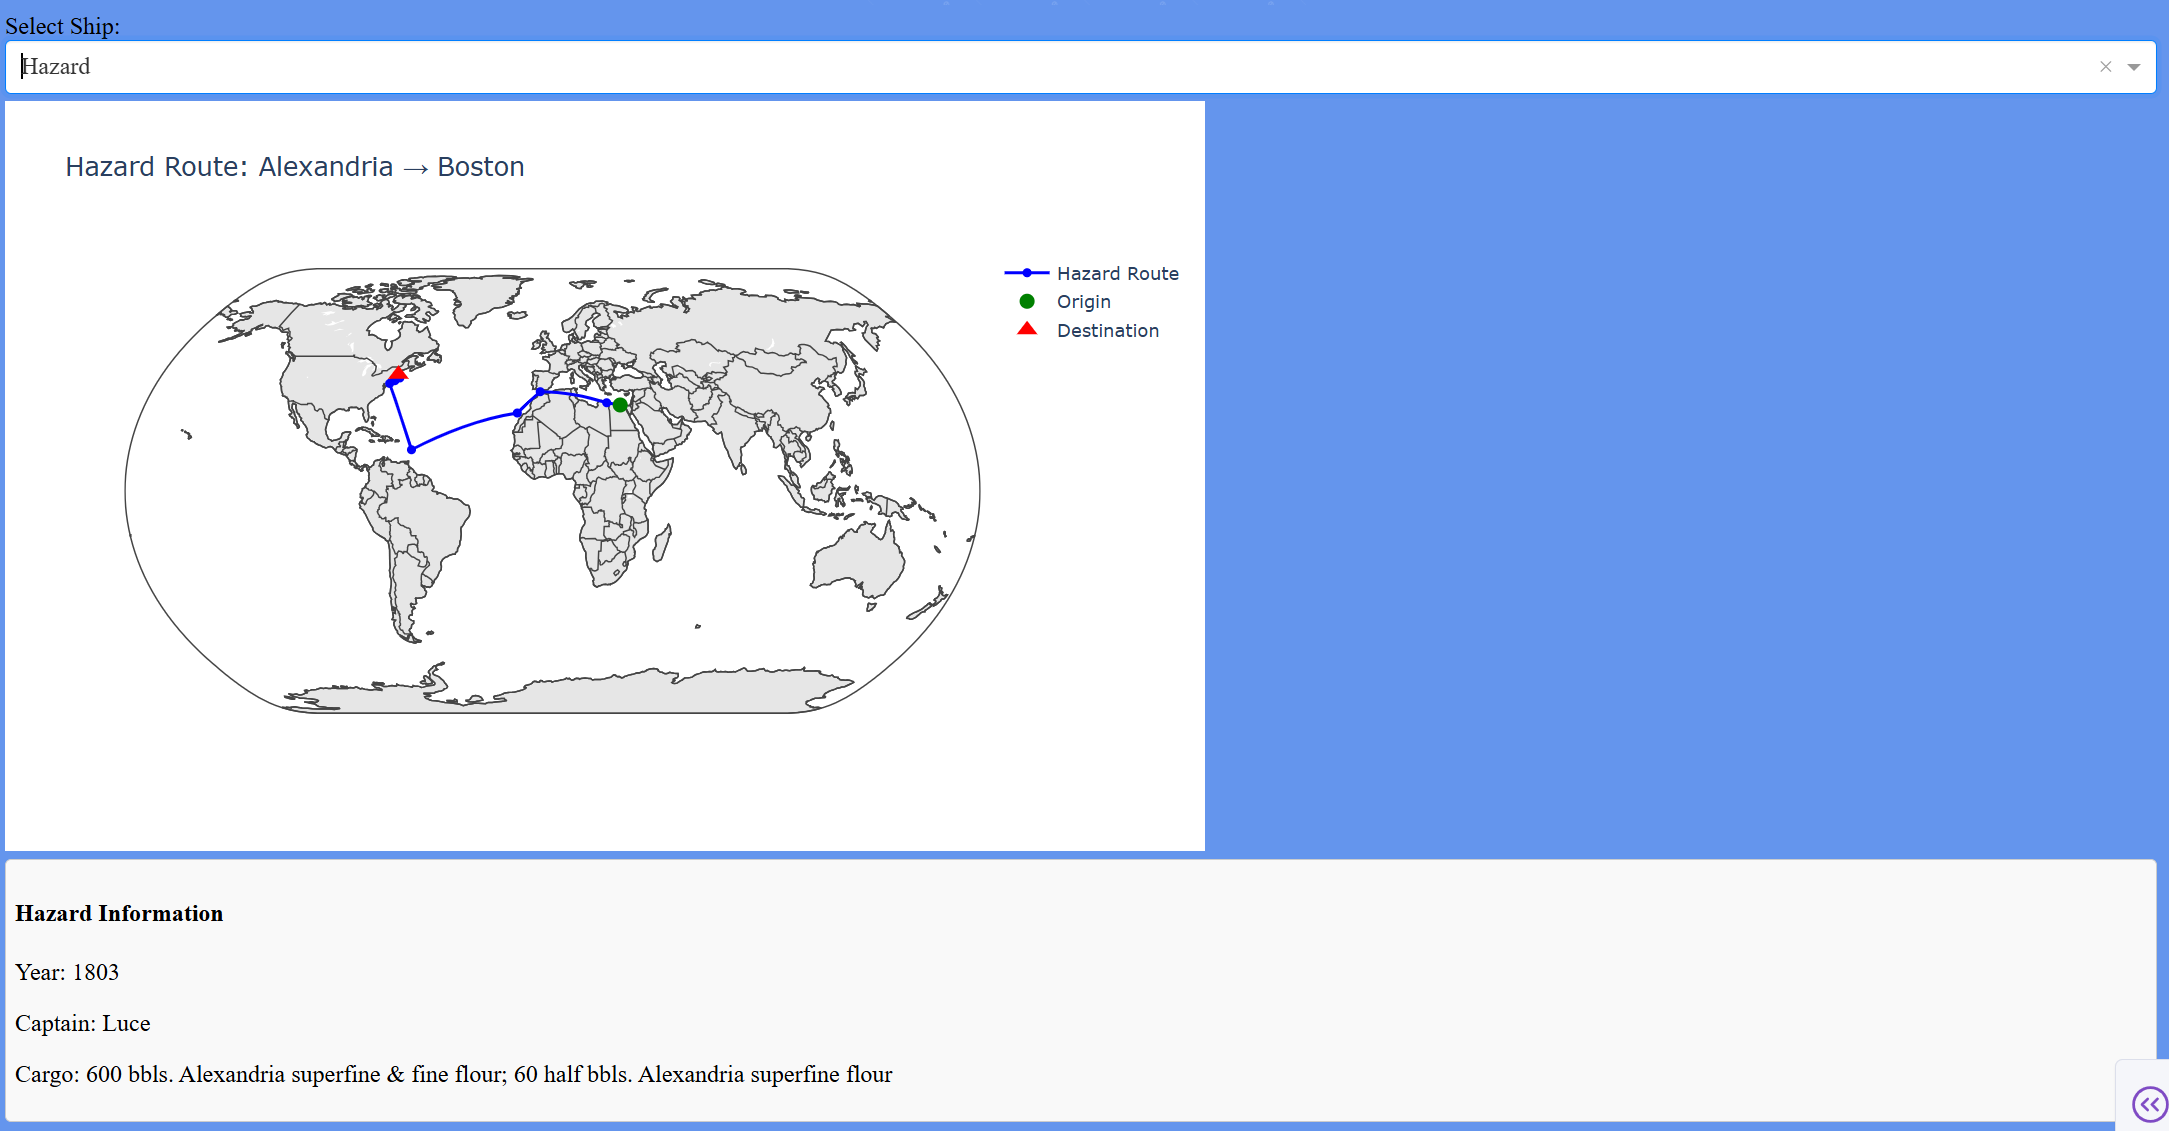 Select Ship:
Hazard
Hazard Route: Alexandria → Boston
Hazard Route
Origin
Destination
Hazard Information
Year: 1803
Captain: Luce
Cargo: 600 bbls. Alexandria superfine & fine flour; 60 half bbls. Alexandria superfine flour